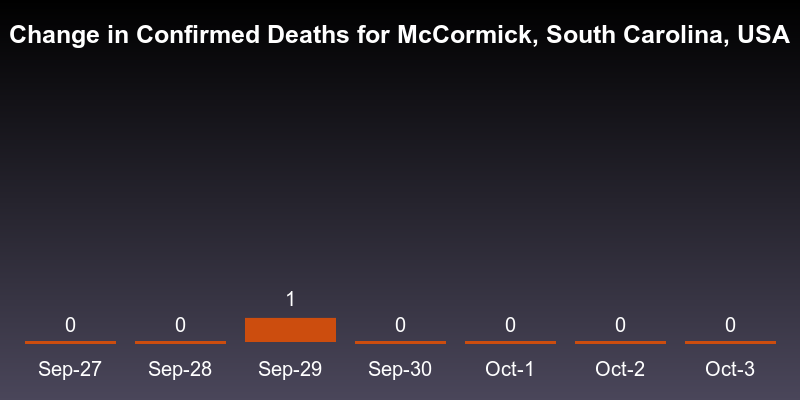 Change in Confirmed Deaths for McCormick, South Carolina, USA
1
0 0 0 0 0 0
Sep-27 Sep-28 Sep-29 Sep-30 Oct-1 Oct-2 Oct-3